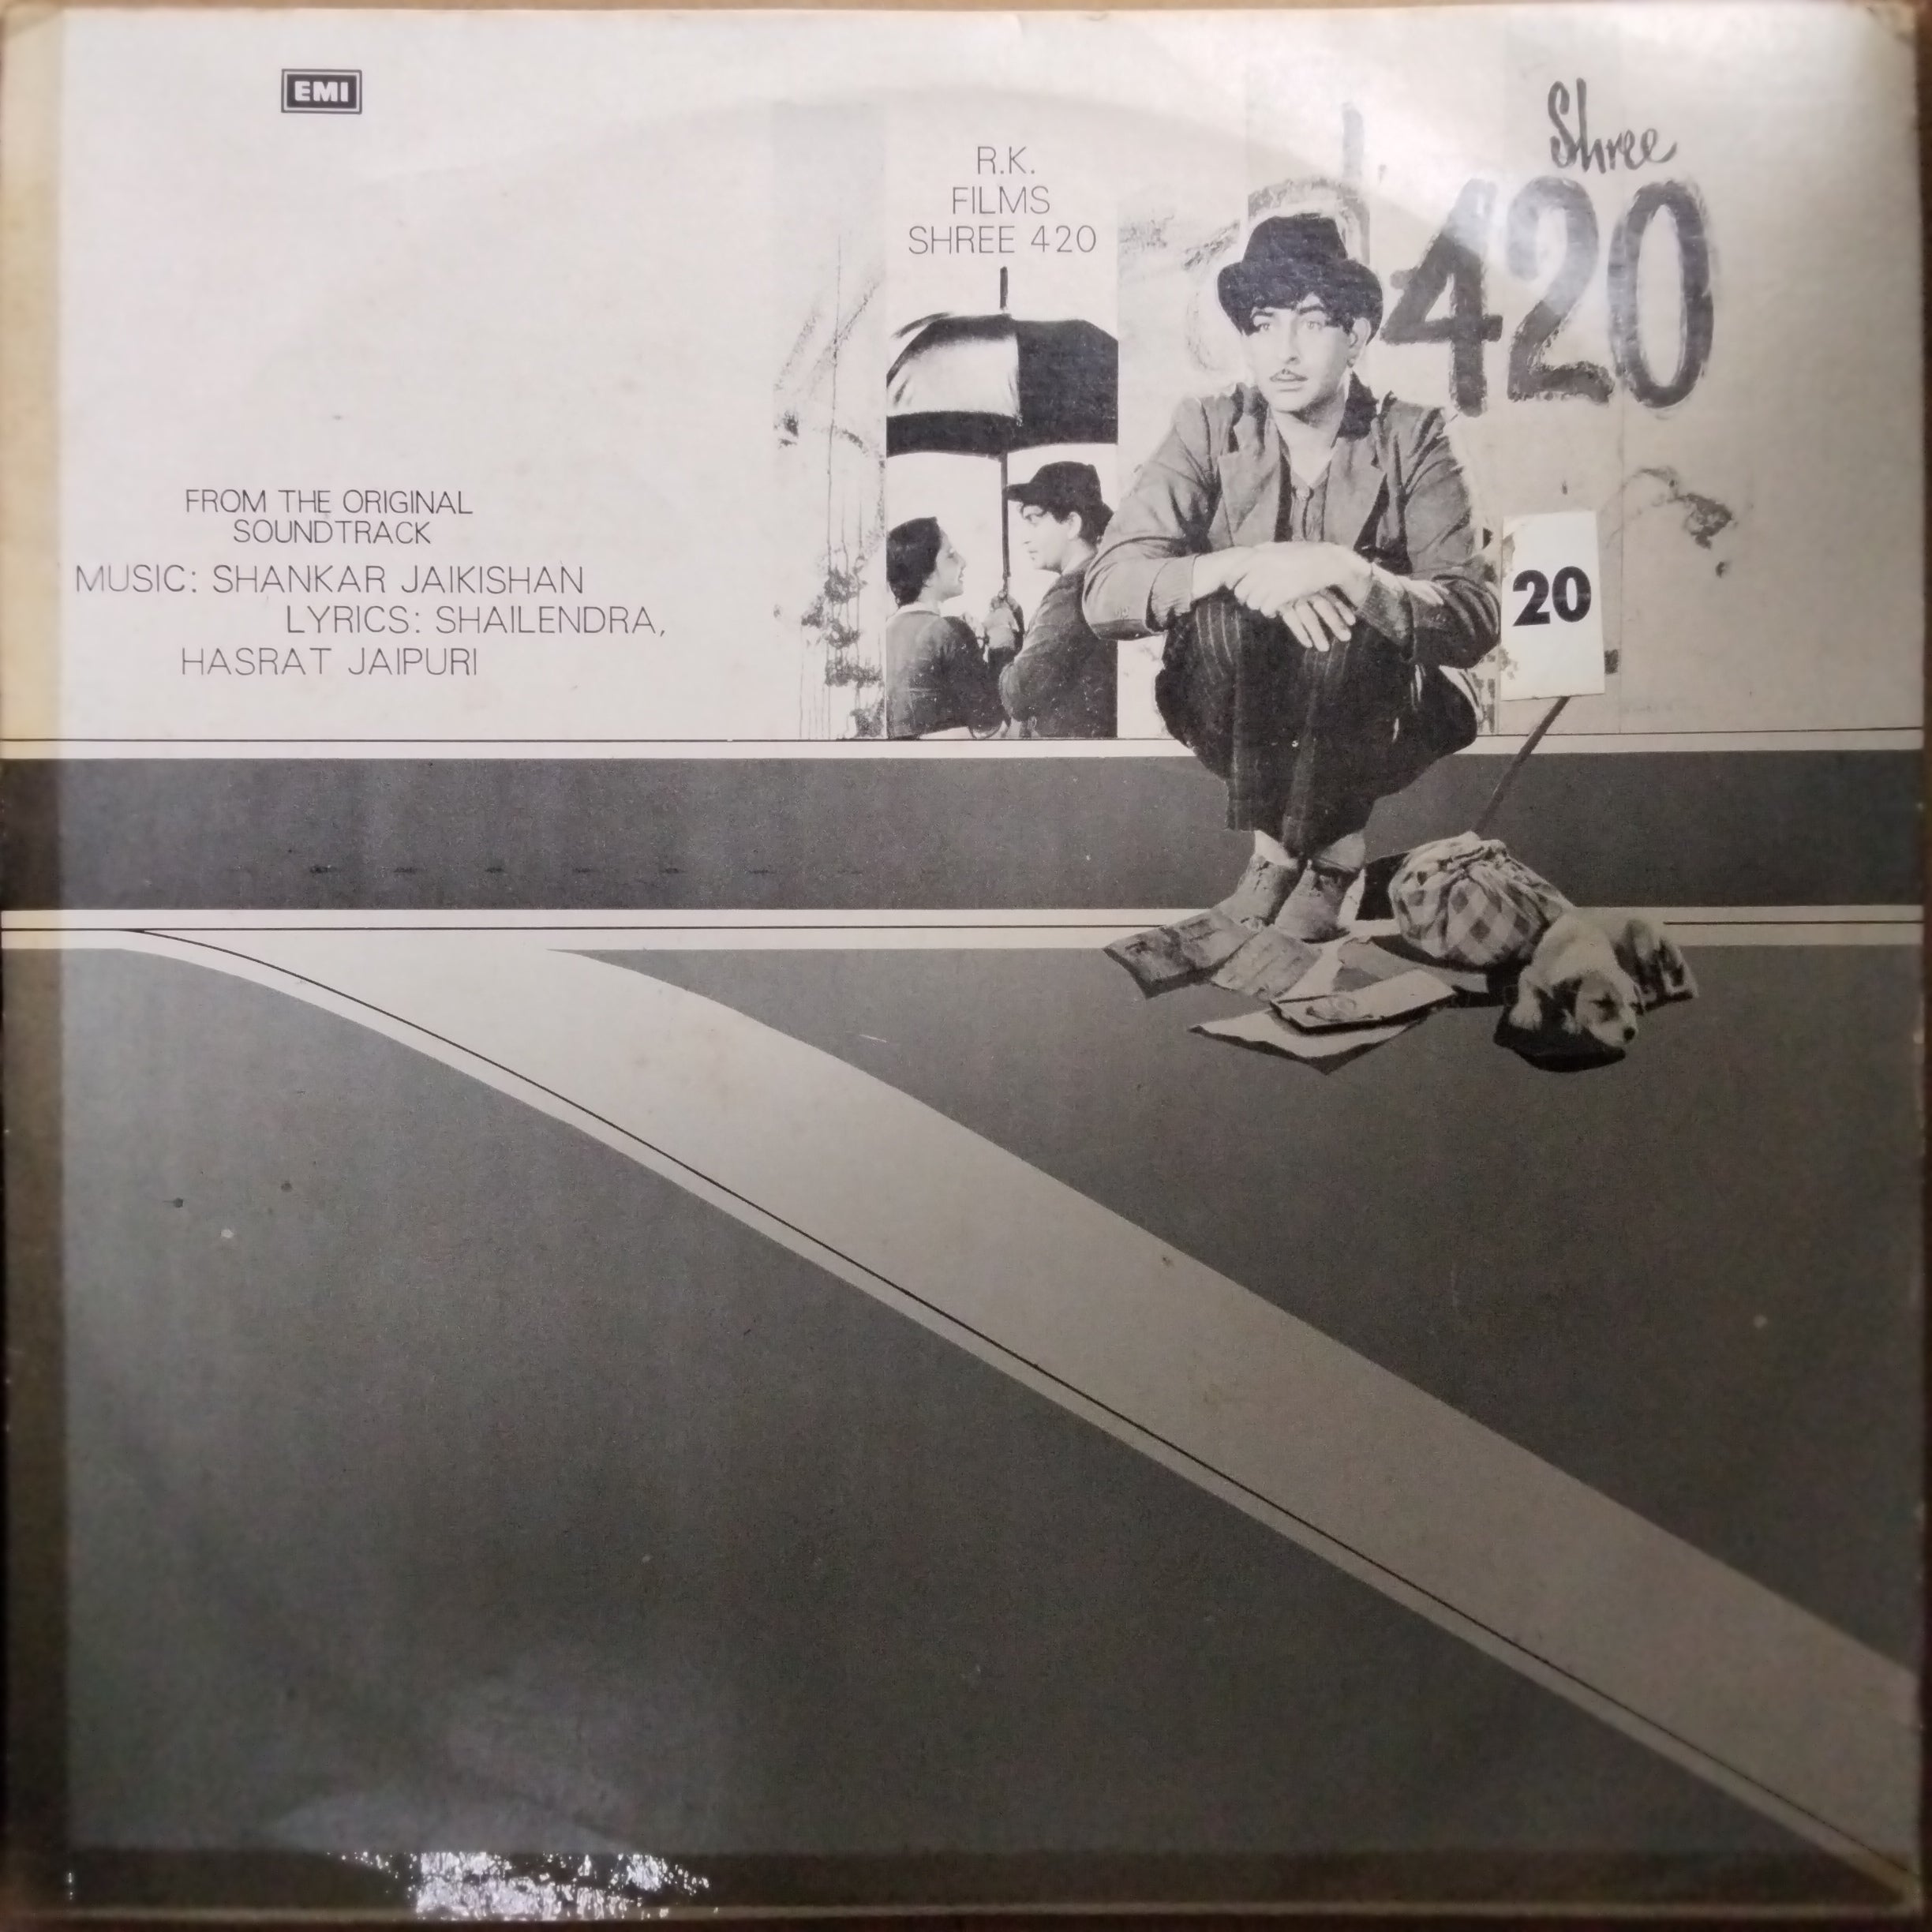 EMI
R.K.
FILMS
SHREE 420
Shree
420
20
FROM THE ORIGINAL
SOUNDTRACK
MUSIC: SHANKAR JAIKISHAN
LYRICS: SHAILENDRA,
HASRAT JAIPURI